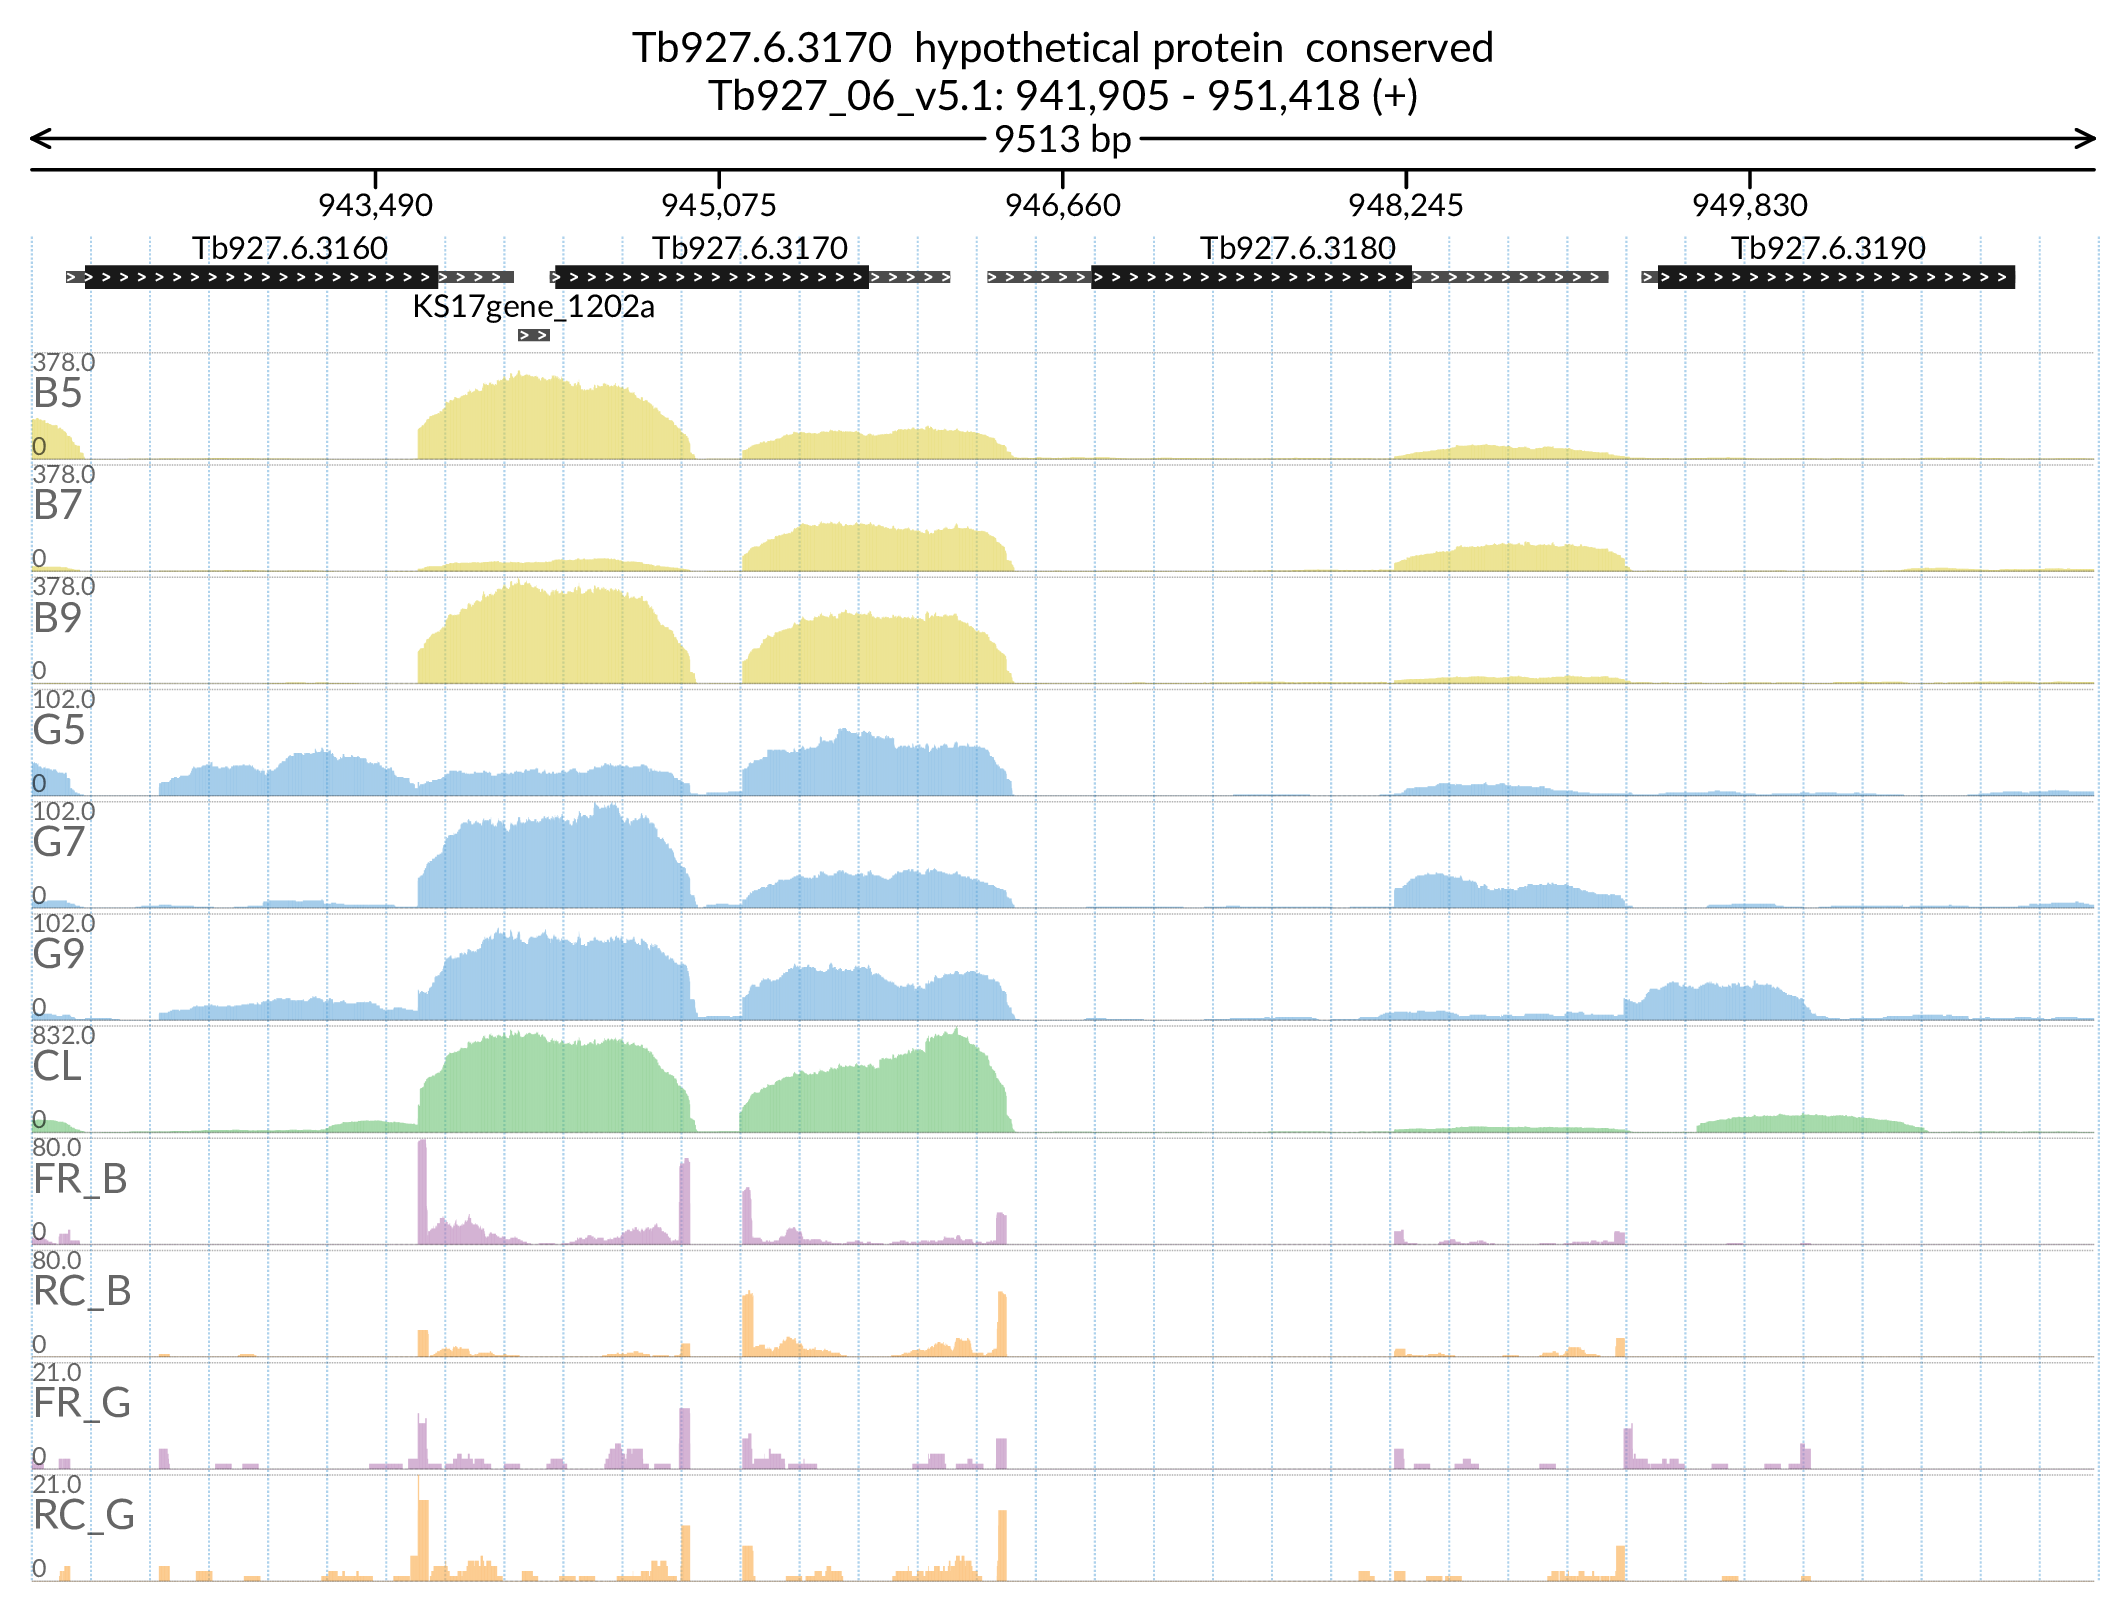 Tb927.6.3170 hypothetical protein conserved
Tb927_06_v5.1: 941,905 - 951,418 (+)
9513 bp
943,490 945,075 946,660 948,245 949,830
Tb927.6.3160 Tb927.6.3170 Tb927.6.3180 Tb927.6.3190
KS17gene_1202a
378.0
B5
0
378.0
B7
0
378.0
B9
0
102.0
G5
0
102.0
G7
0
102.0
G9
0
832.0
CL
0
80.0
FR_B
0
80.0
RC_B
0
21.0
FR_G
0
21.0
RC_G
0